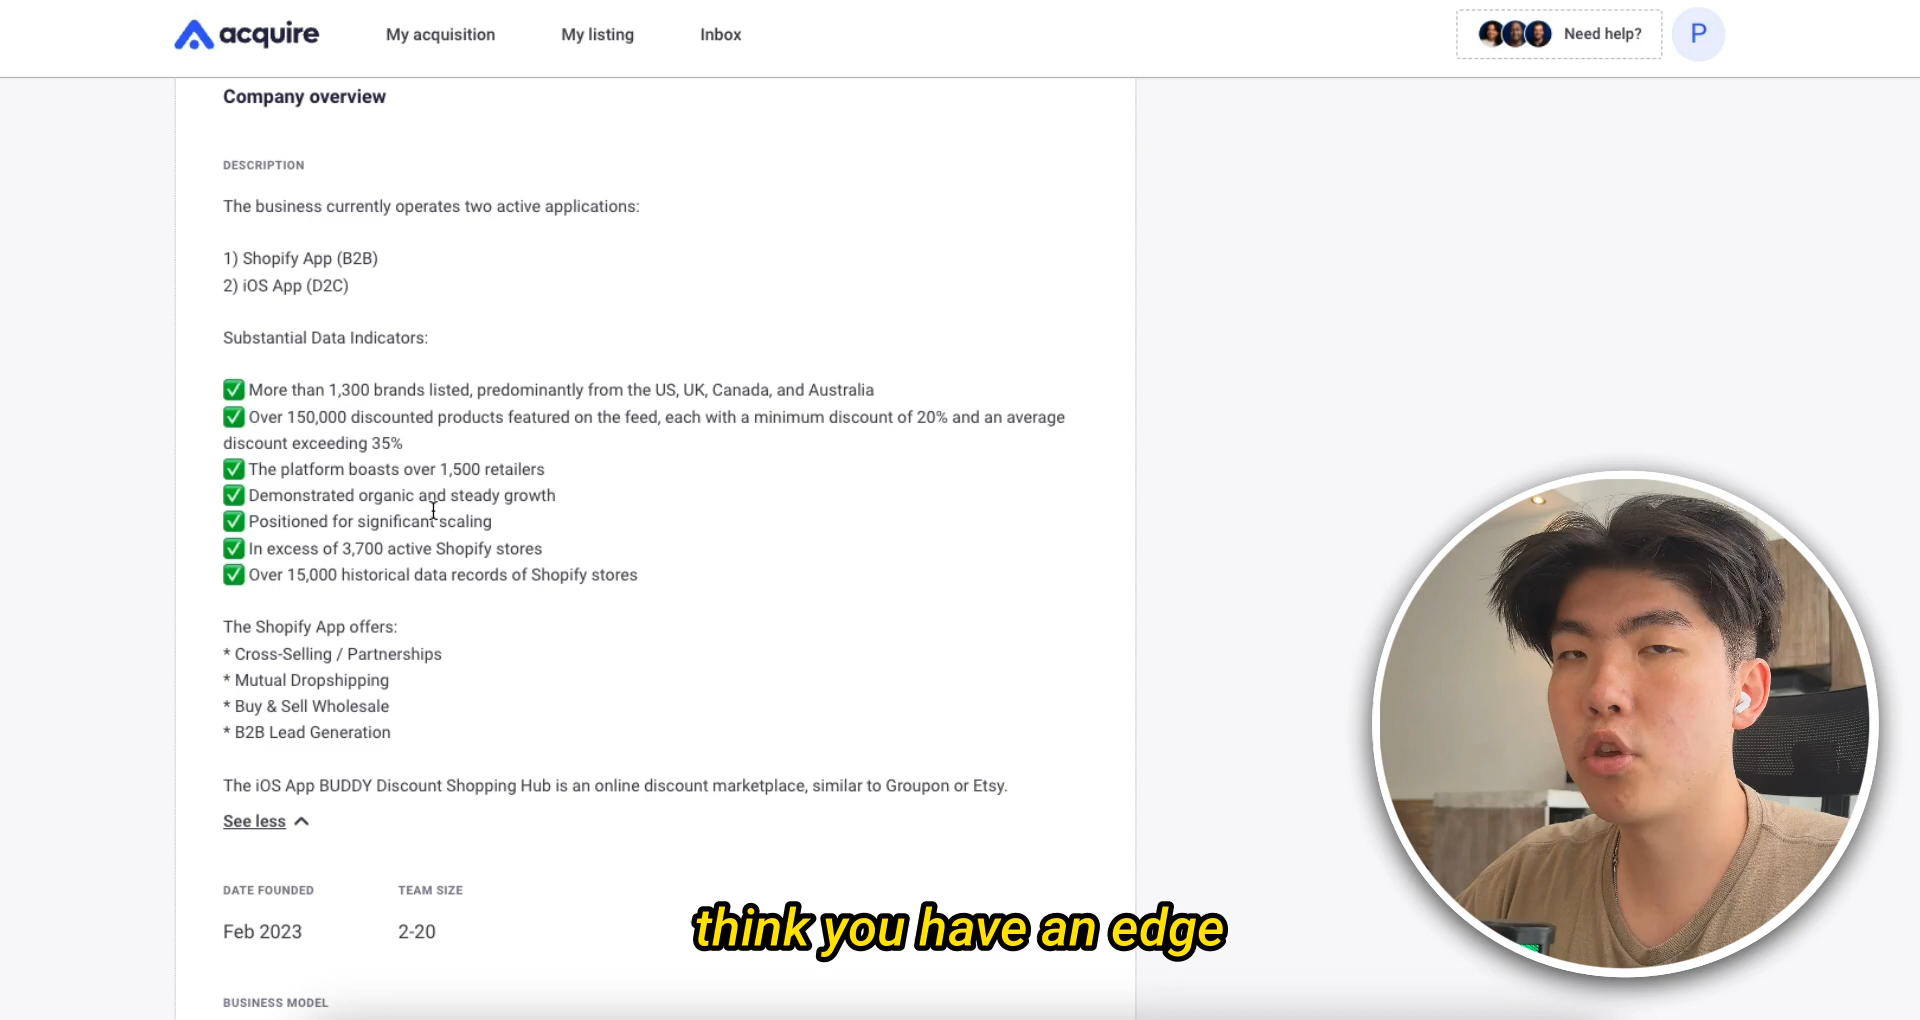 acquire
My acquisition
My listing
Inbox
Need help?
P
Company overview
DESCRIPTION
The business currently operates two active applications:
1) Shopify App (B2B)
2) iOS App (D2C)
Substantial Data Indicators:
✅ More than 1,300 brands listed, predominantly from the US, UK, Canada, and Australia
✅ Over 150,000 discounted products featured on the feed, each with a minimum discount of 20% and an average
discount exceeding 35%
✅ The platform boasts over 1,500 retailers
✅ Demonstrated organic and steady growth
✅ Positioned for significant scaling
✅ In excess of 3,700 active Shopify stores
✅ Over 15,000 historical data records of Shopify stores
The Shopify App offers:
* Cross-Selling / Partnerships
* Mutual Dropshipping
* Buy & Sell Wholesale
* B2B Lead Generation
The iOS App BUDDY Discount Shopping Hub is an online discount marketplace, similar to Groupon or Etsy.
See less
DATE FOUNDED
TEAM SIZE
Feb 2023
2-20
think you have an edge
BUSINESS MODEL